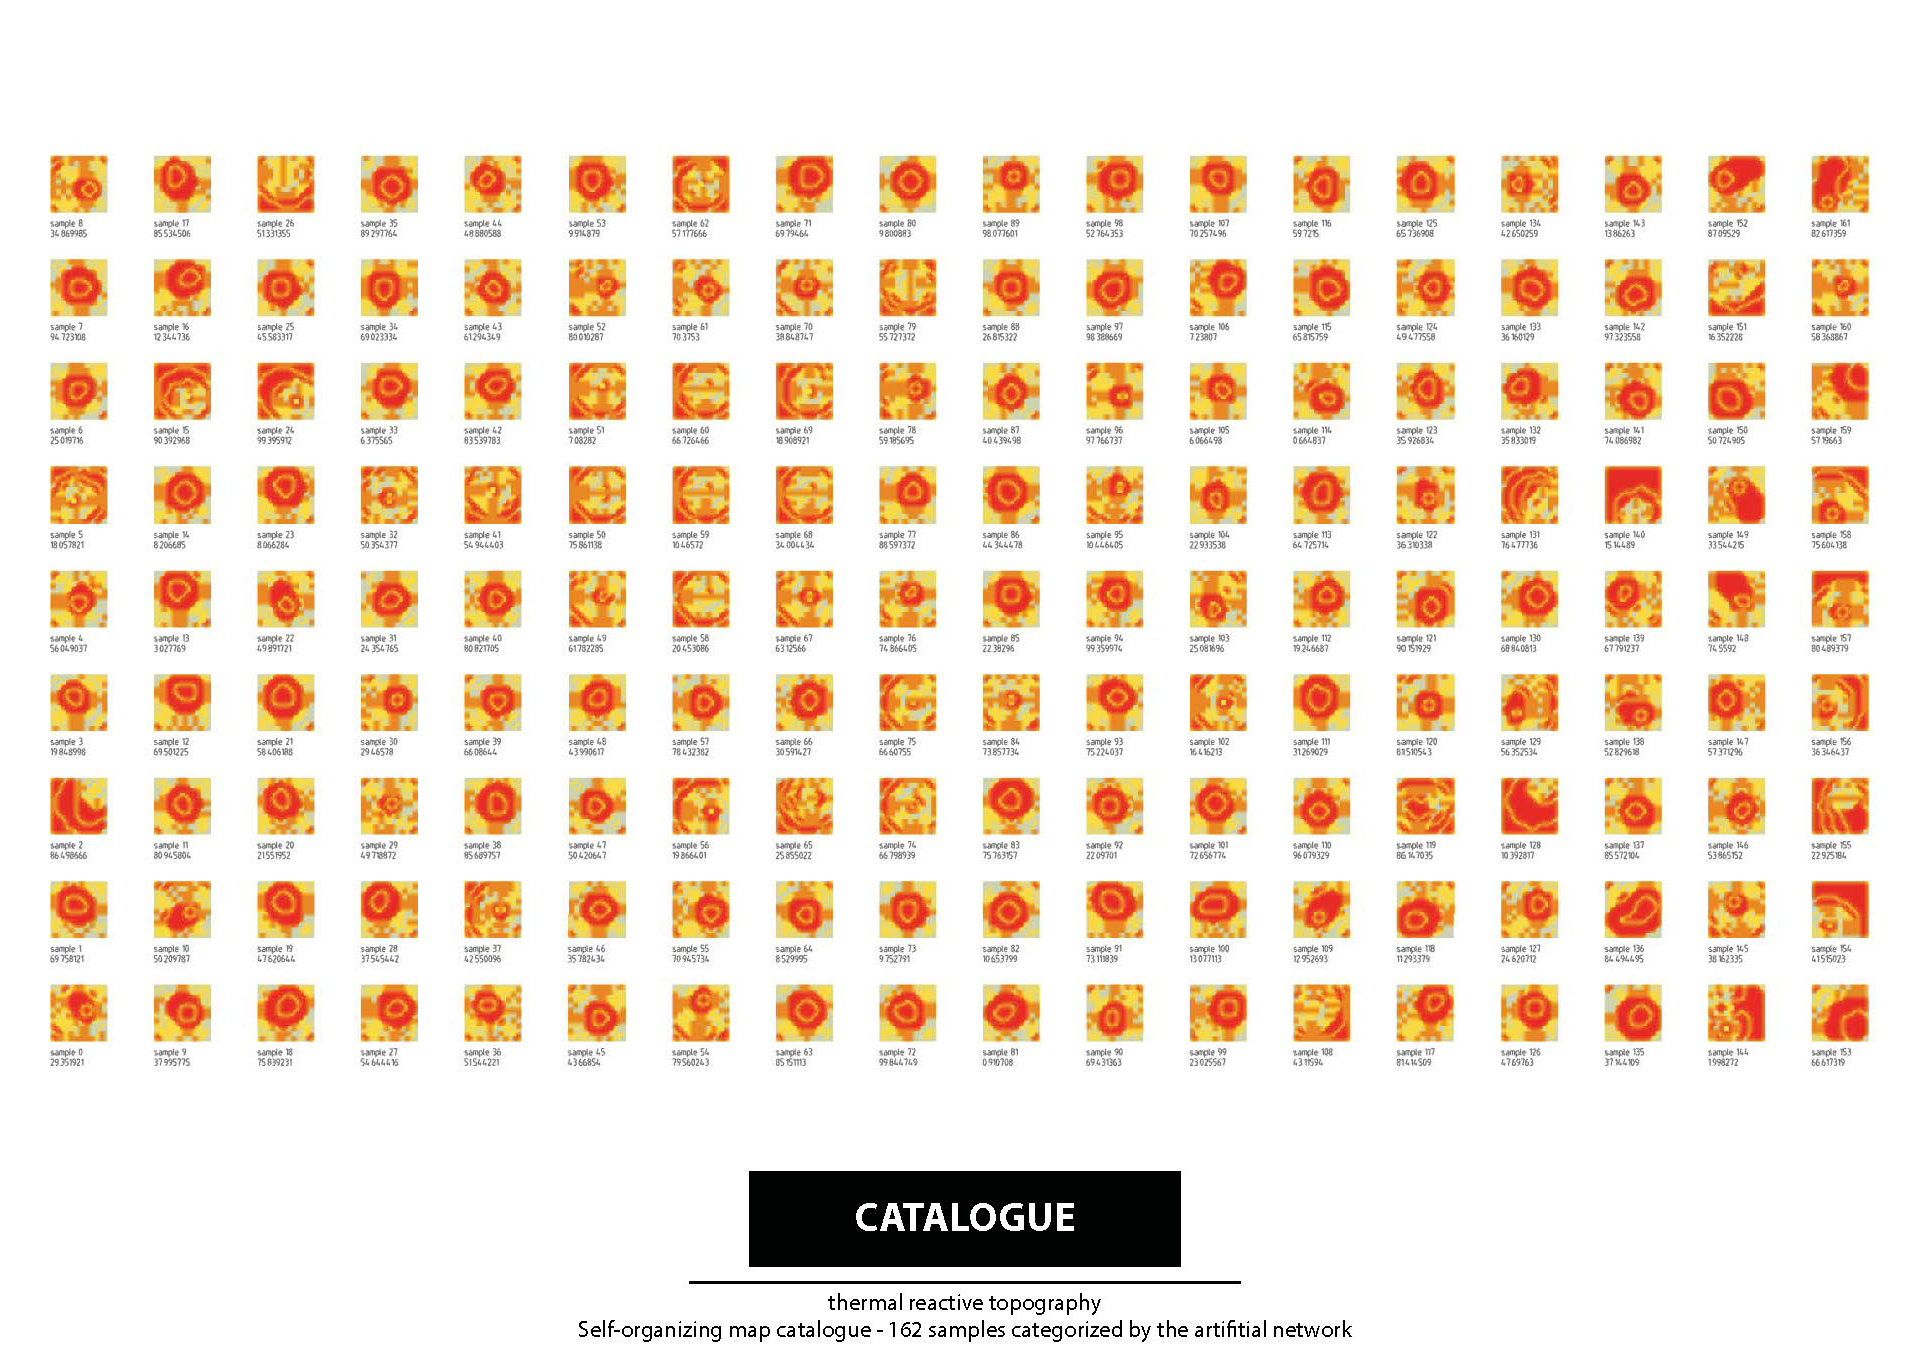 sample 8 sample 17 sample 26 sample 35 sample 44 sample 53 sample 62 sample 71 sample 80 sample 89 sample 98 sample 107 sample 116 sample 125 sample 134 sample 143 sample 152 sample 161
34.869985 85.534506 51.331355 89.297764 48.880588 9.914879 57.177666 69.79464 9.800883 98.077601 52.764353 70.257496 59.7215 65.736908 42.650259 13.86263 87.09529 82.617359
sample 7 sample 16 sample 25 sample 34 sample 43 sample 52 sample 61 sample 70 sample 79 sample 88 sample 97 sample 106 sample 115 sample 124 sample 133 sample 142 sample 151 sample 160
94.723108 12.344736 45.583317 69.023334 61.294349 80.010287 70.3753 38.848747 55.727372 26.815322 98.388669 7.23807 65.815759 49.477558 36.160129 97.323558 16.352228 58.368867
sample 6 sample 15 sample 24 sample 33 sample 42 sample 51 sample 60 sample 69 sample 78 sample 87 sample 96 sample 105 sample 114 sample 123 sample 132 sample 141 sample 150 sample 159
25.019716 90.392968 99.395912 6.375565 83.539783 7.08282 66.726466 18.908921 59.185695 40.439498 97.766737 6.066498 0.664837 35.926834 35.833019 74.086982 50.724905 57.19663
sample 5 sample 14 sample 23 sample 32 sample 41 sample 50 sample 59 sample 68 sample 77 sample 86 sample 95 sample 104 sample 113 sample 122 sample 131 sample 140 sample 149 sample 158
18.057821 8.206685 8.066284 50.354377 54.944403 75.861138 10.46572 34.004434 88.597372 44.344478 10.446405 22.933538 64.725714 36.310338 76.477736 15.14489 33.544215 75.604138
sample 4 sample 13 sample 22 sample 31 sample 40 sample 49 sample 58 sample 67 sample 76 sample 85 sample 94 sample 103 sample 112 sample 121 sample 130 sample 139 sample 148 sample 157
56.049037 3.027769 49.891721 24.354765 80.821705 61.782285 20.453086 63.12566 74.866405 22.38296 99.359974 25.081696 19.246687 90.151929 68.840813 67.791237 74.5592 80.489379
sample 3 sample 12 sample 21 sample 30 sample 39 sample 48 sample 57 sample 66 sample 75 sample 84 sample 93 sample 102 sample 111 sample 120 sample 129 sample 138 sample 147 sample 156
19.848998 69.501225 58.406188 29.46578 66.08644 43.990617 78.432382 30.591427 66.60755 73.857734 75.224037 16.416213 31.269029 81.510543 56.352534 52.829618 57.371296 36.346437
sample 2 sample 11 sample 20 sample 29 sample 38 sample 47 sample 56 sample 65 sample 74 sample 83 sample 92 sample 101 sample 110 sample 119 sample 128 sample 137 sample 146 sample 155
86.498666 80.945804 21.551952 49.718872 85.689757 50.420647 19.866401 25.855022 66.798939 75.763157 22.09701 72.656774 96.079329 86.147035 10.392817 85.572104 53.865152 22.925184
sample 1 sample 10 sample 19 sample 28 sample 37 sample 46 sample 55 sample 64 sample 73 sample 82 sample 91 sample 100 sample 109 sample 118 sample 127 sample 136 sample 145 sample 154
69.758121 50.209787 47.620644 37.545442 42.550096 35.782434 70.945734 8.529995 9.752791 10.653799 73.111839 13.077113 12.952693 11.293379 24.620712 84.494495 38.162335 41.515023
sample 0 sample 9 sample 18 sample 27 sample 36 sample 45 sample 54 sample 63 sample 72 sample 81 sample 90 sample 99 sample 108 sample 117 sample 126 sample 135 sample 144 sample 153
29.351921 37.995775 75.839231 54.644416 51.544221 43.66854 79.560243 85.151113 99.844749 0.910708 69.431363 23.025567 43.11594 81.414509 47.69763 37.144109 1.998272 66.617319
CATALOGUE
thermal reactive topography
Self-organizing map catalogue - 162 samples categorized by the artifitial network